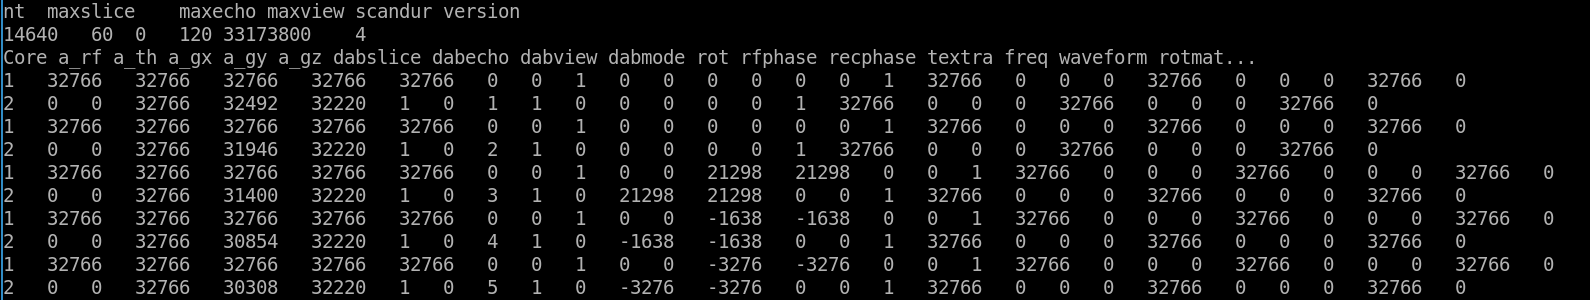 nt maxslice maxecho maxview scandur version
14640 60 0 120 33173800 4
Core a_rf a_th a_gx a_gy a_gz dabslice dabecho dabview dabmode rot rfphase recphase textra freq waveform rotmat...
1 32766 32766 32766 32766 32766 0 0 1 0 0 0 0 0 1 32766 0 0 0 32766 0 0 0 32766 0
2 0 0 32766 32492 32220 1 0 1 1 0 0 0 0 1 32766 0 0 0 32766 0 0 0 32766 0
1 32766 32766 32766 32766 32766 0 0 1 0 0 0 0 0 1 32766 0 0 0 32766 0 0 0 32766 0
2 0 0 32766 31946 32220 1 0 2 1 0 0 0 0 1 32766 0 0 0 32766 0 0 0 32766 0
1 32766 32766 32766 32766 32766 0 0 1 0 0 21298 21298 0 0 1 32766 0 0 0 32766 0 0 0 32766 0
2 0 0 32766 31400 32220 1 0 3 1 0 21298 21298 0 0 1 32766 0 0 0 32766 0 0 0 32766 0
1 32766 32766 32766 32766 32766 0 0 1 0 0 -1638 -1638 0 0 1 32766 0 0 0 32766 0 0 0 32766 0
2 0 0 32766 30854 32220 1 0 4 1 0 -1638 -1638 0 0 1 32766 0 0 0 32766 0 0 0 32766 0
1 32766 32766 32766 32766 32766 0 0 1 0 0 -3276 -3276 0 0 1 32766 0 0 0 32766 0 0 0 32766 0
2 0 0 32766 30308 32220 1 0 5 1 0 -3276 -3276 0 0 1 32766 0 0 0 32766 0 0 0 32766 0